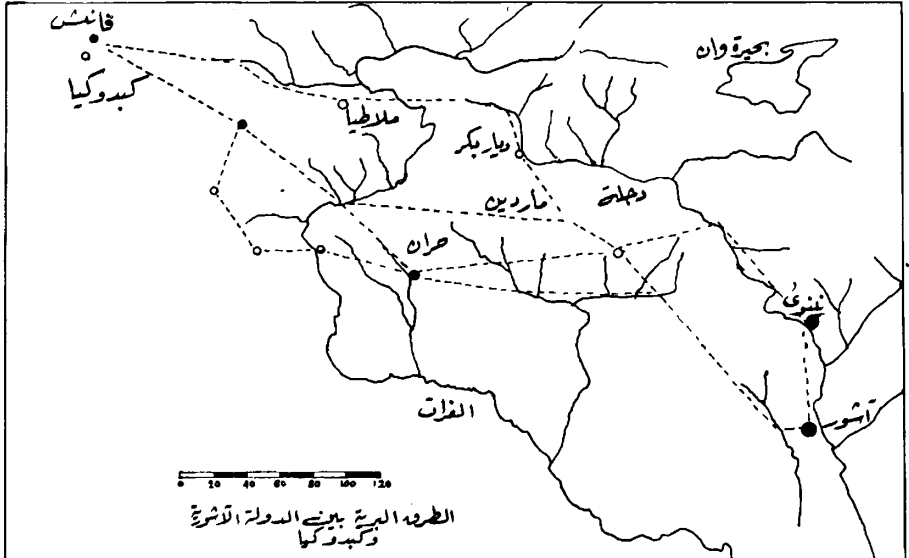 قانش
كبدوكيا
بحيرة وان
ملاطيا
ديار بكر
دجلة
ماردين
حران
نينوى
الفرات
آشور
0 20 40 60 80 100 120
الطرق البرية بين الدولة الآشورية
وكبدوكيا